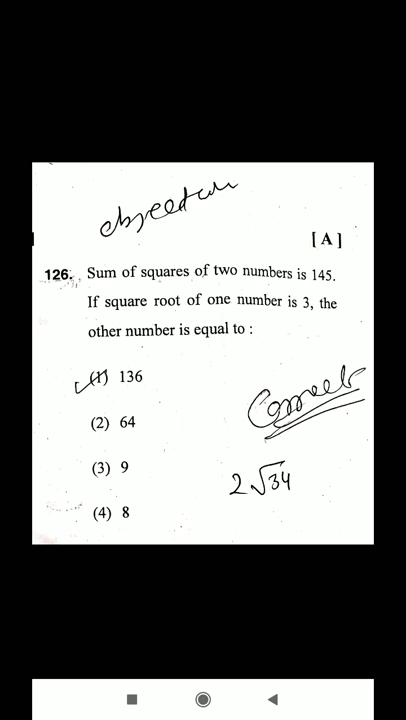 [A]
126. Sum of squares of two numbers is 145.
If square root of one number is 3, the
other number is equal to :
(1) 136
(2) 64
Correct
(3) 9
2√34
(4) 8